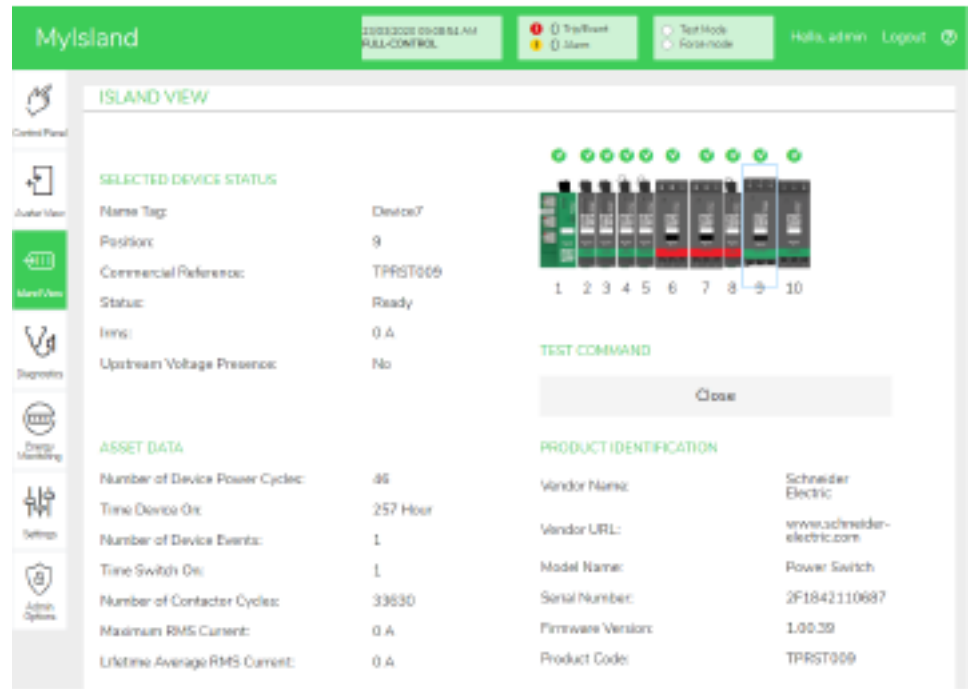 MyIsland
FULL-CONTROL
0 Trip/Event
0 Alarm
Test Mode
Force mode
Hello, admin Logout
Control Panel
Avatar View
Island View
Diagnostics
Energy
Monitoring
Settings
Admin
Options
ISLAND VIEW
SELECTED DEVICE STATUS
Name Tag: Device7
Position: 9
Commercial Reference: TPRST009
Status: Ready
Irms: 0 A
Upstream Voltage Presence: No
1 2 3 4 5 6 7 8 9 10
TEST COMMAND
Close
ASSET DATA
Number of Device Power Cycles: 46
Time Device On: 257 Hour
Number of Device Events: 1
Time Switch On: 1
Number of Contactor Cycles: 33630
Maximum RMS Current: 0 A
Lifetime Average RMS Current: 0 A
PRODUCT IDENTIFICATION
Vendor Name: Schneider
Electric
Vendor URL: www.schneider-
electric.com
Model Name: Power Switch
Serial Number: 2F1842110687
Firmware Version: 1.00.39
Product Code: TPRST009